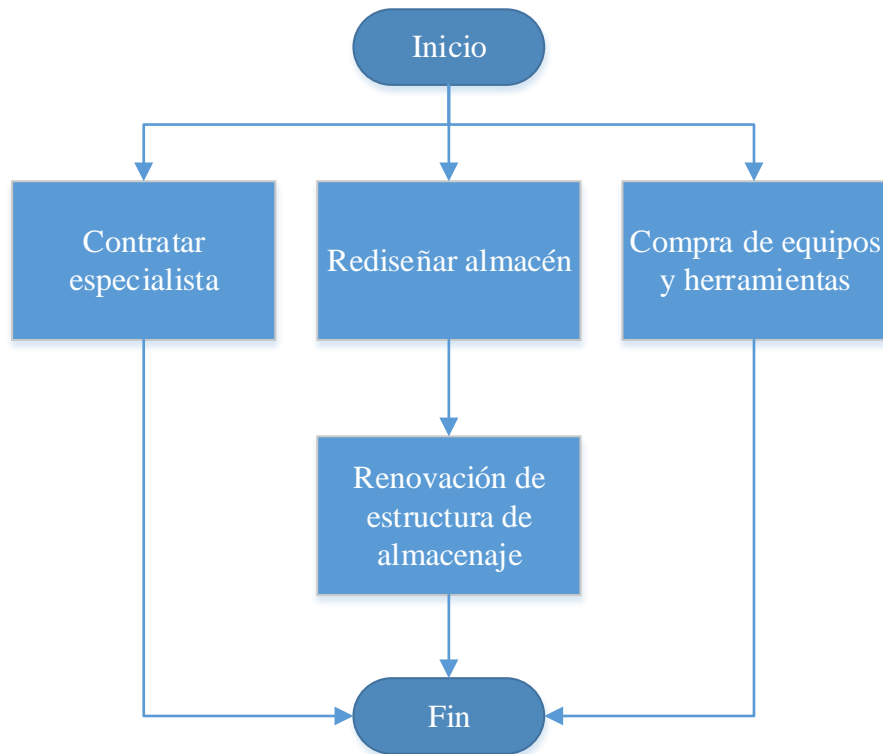 Inicio
Contratar
especialista
Rediseñar almacén
Compra de equipos
y herramientas
Renovación de
estructura de
almacenaje
Fin